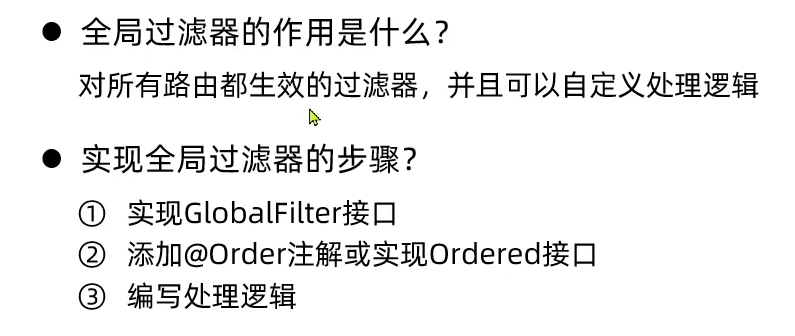 ● 全局过滤器的作用是什么？
对所有路由都生效的过滤器，并且可以自定义处理逻辑
● 实现全局过滤器的步骤？
① 实现GlobalFilter接口
② 添加@Order注解或实现Ordered接口
③ 编写处理逻辑